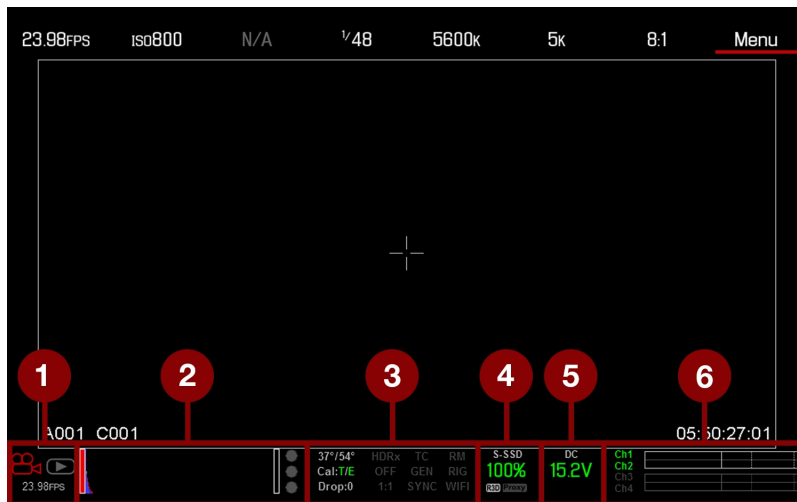 23.98FPS ISO800 N/A 1/48 5600K 5K 8:1 Menu
1 2 3 4 5 6
A001 C001 05:50:27:01
37°/54° HDRx TC RM S-SSD DC Ch1
Cal:T/E OFF GEN RIG 100% 15.2V Ch2
23.98FPS Drop:0 1:1 SYNC WIFI R3D Proxy Ch3
Ch4